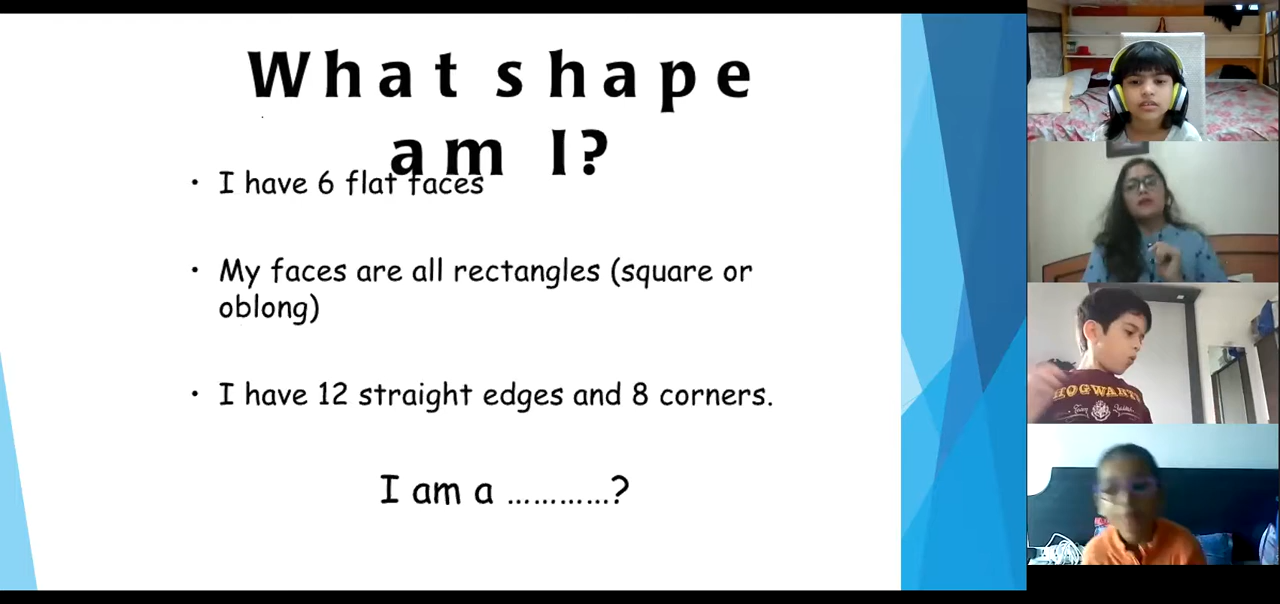 What shape
am I?
• I have 6 flat faces
• My faces are all rectangles (square or
oblong)
• I have 12 straight edges and 8 corners.
I am a ............?
HOGWARTS